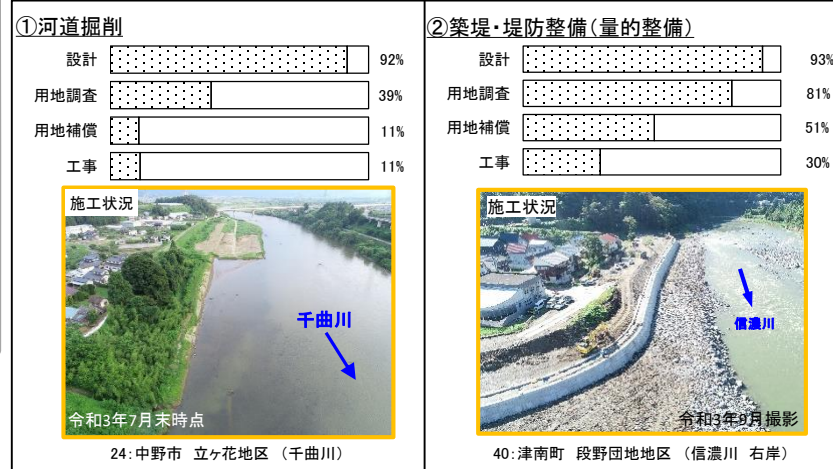 ①河道掘削
設計 92%
用地調査 39%
用地補償 11%
工事 11%
施工状況
千曲川
令和3年7月末時点
24:中野市 立ヶ花地区 (千曲川)
②築堤・堤防整備(量的整備)
設計 93%
用地調査 81%
用地補償 51%
工事 30%
施工状況
信濃川
令和3年9月撮影
40:津南町 段野団地地区 (信濃川 右岸)